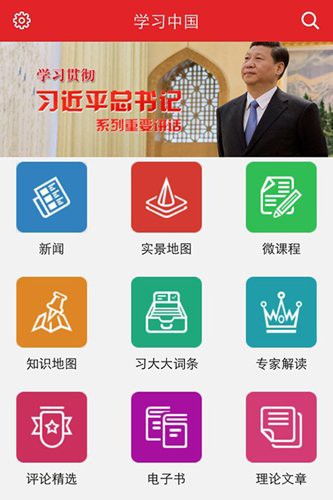 学习中国
学习贯彻
习近平总书记
系列重要讲话
新闻
实景地图
微课程
知识地图
习大大词条
专家解读
评论精选
电子书
理论文章